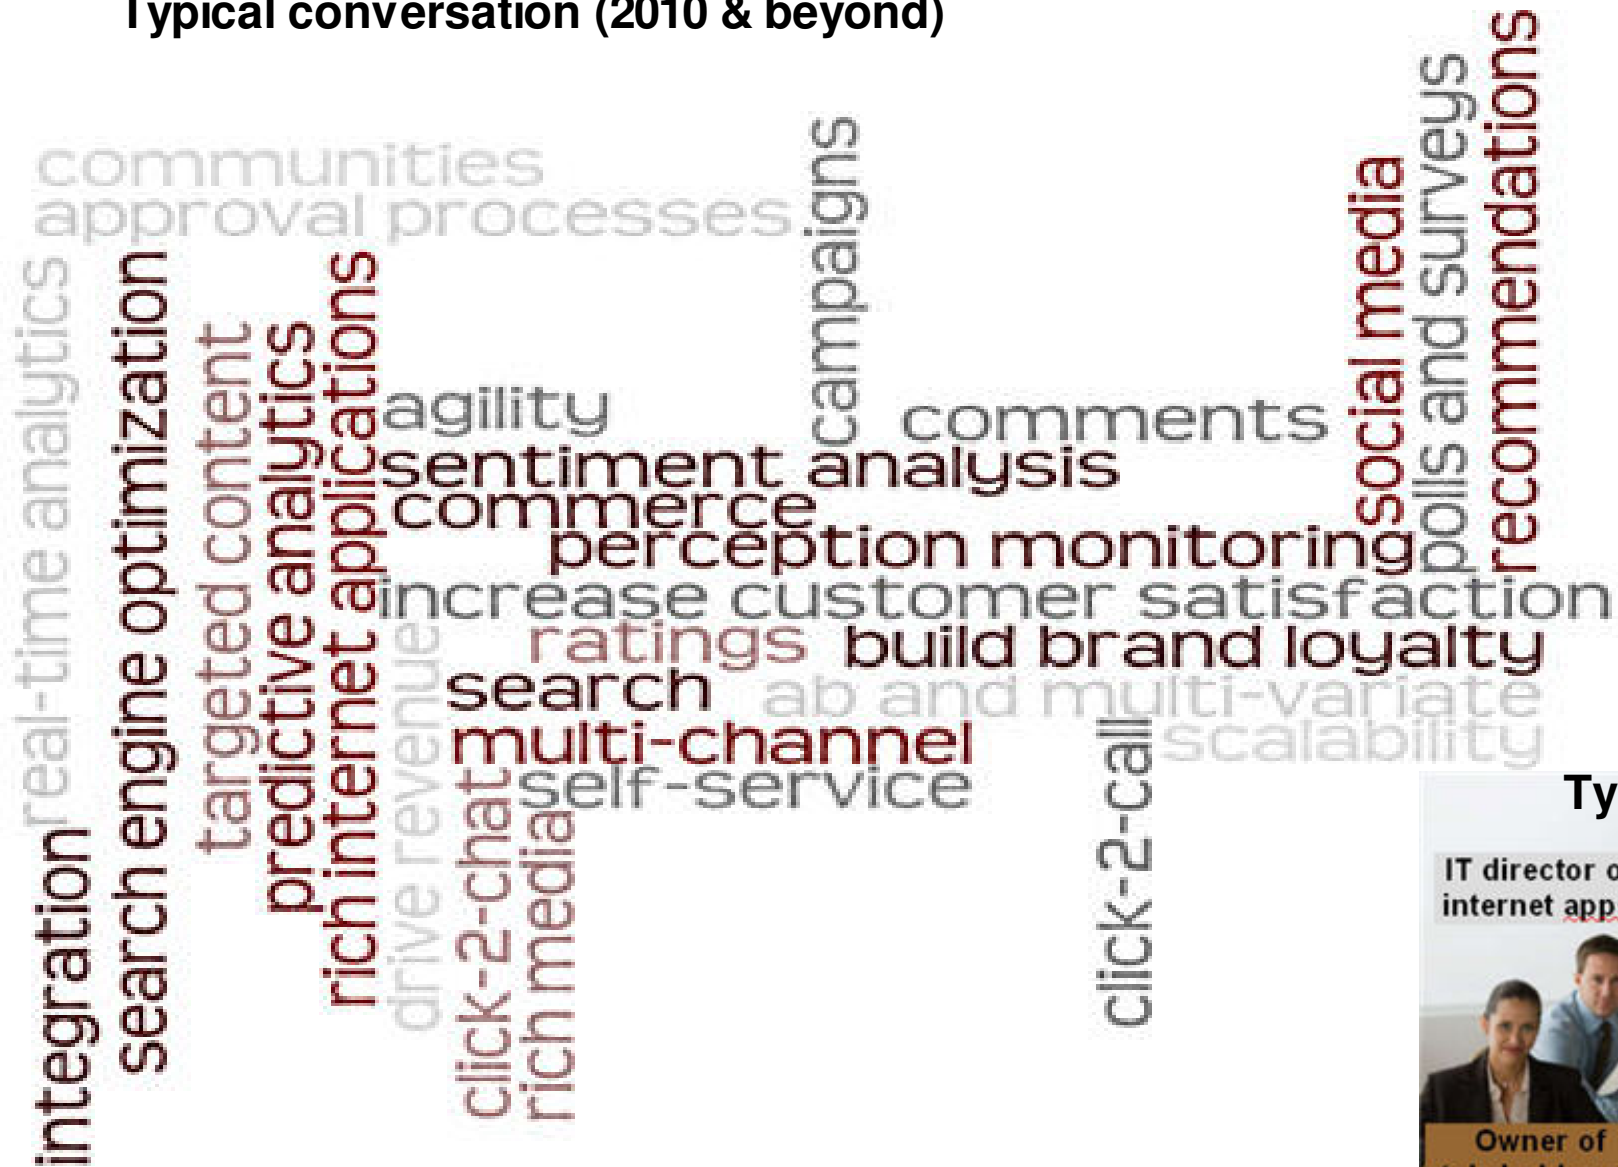 Typical conversation (2010 & beyond)
communities
approval processes
campaigns
social media
polls and surveys
recommendations
real-time analytics
search engine optimization
targeted content
predictive analytics
rich internet applications
agility
comments
sentiment analysis
commerce
perception monitoring
increase customer satisfaction
ratings
build brand loyalty
drive revenue
search
ab and multi-variate
multi-channel
scalability
self-service
click-2-chat
rich media
click-2-call
integration
Ty
IT director o
internet app
Owner of